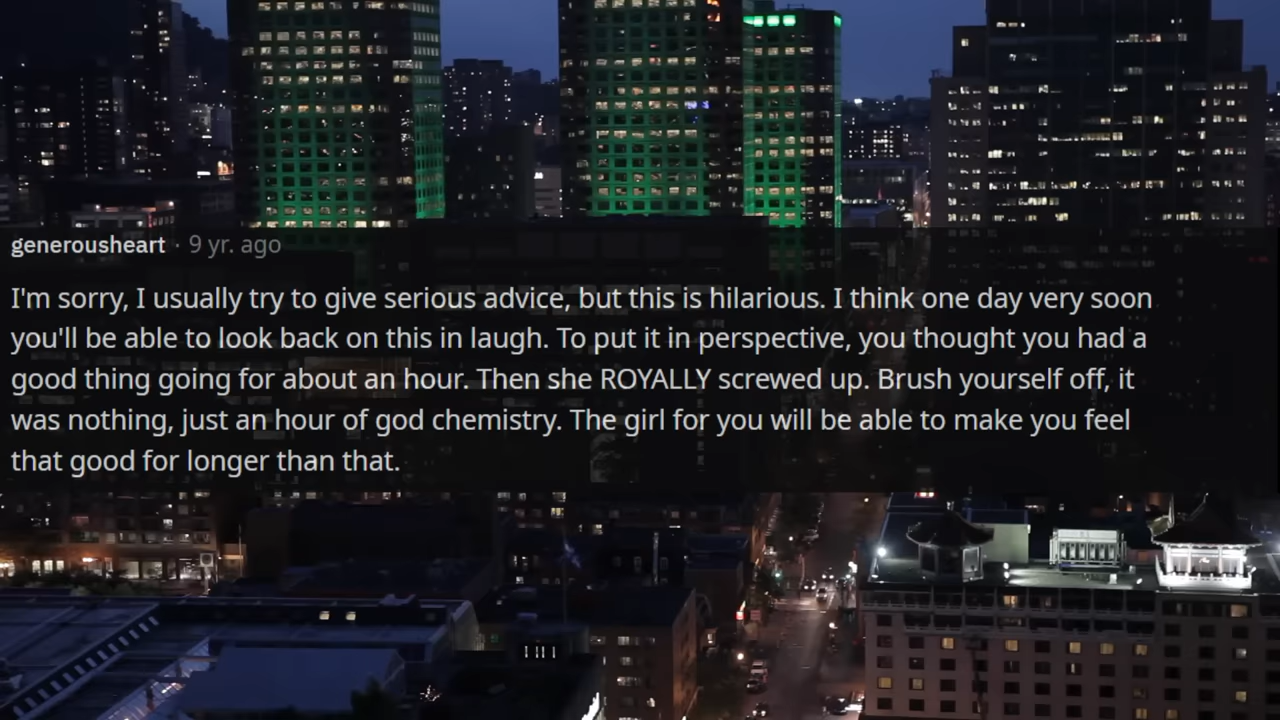 generousheart · 9 yr. ago
I'm sorry, I usually try to give serious advice, but this is hilarious. I think one day very soon
you'll be able to look back on this in laugh. To put it in perspective, you thought you had a
good thing going for about an hour. Then she ROYALLY screwed up. Brush yourself off, it
was nothing, just an hour of god chemistry. The girl for you will be able to make you feel
that good for longer than that.